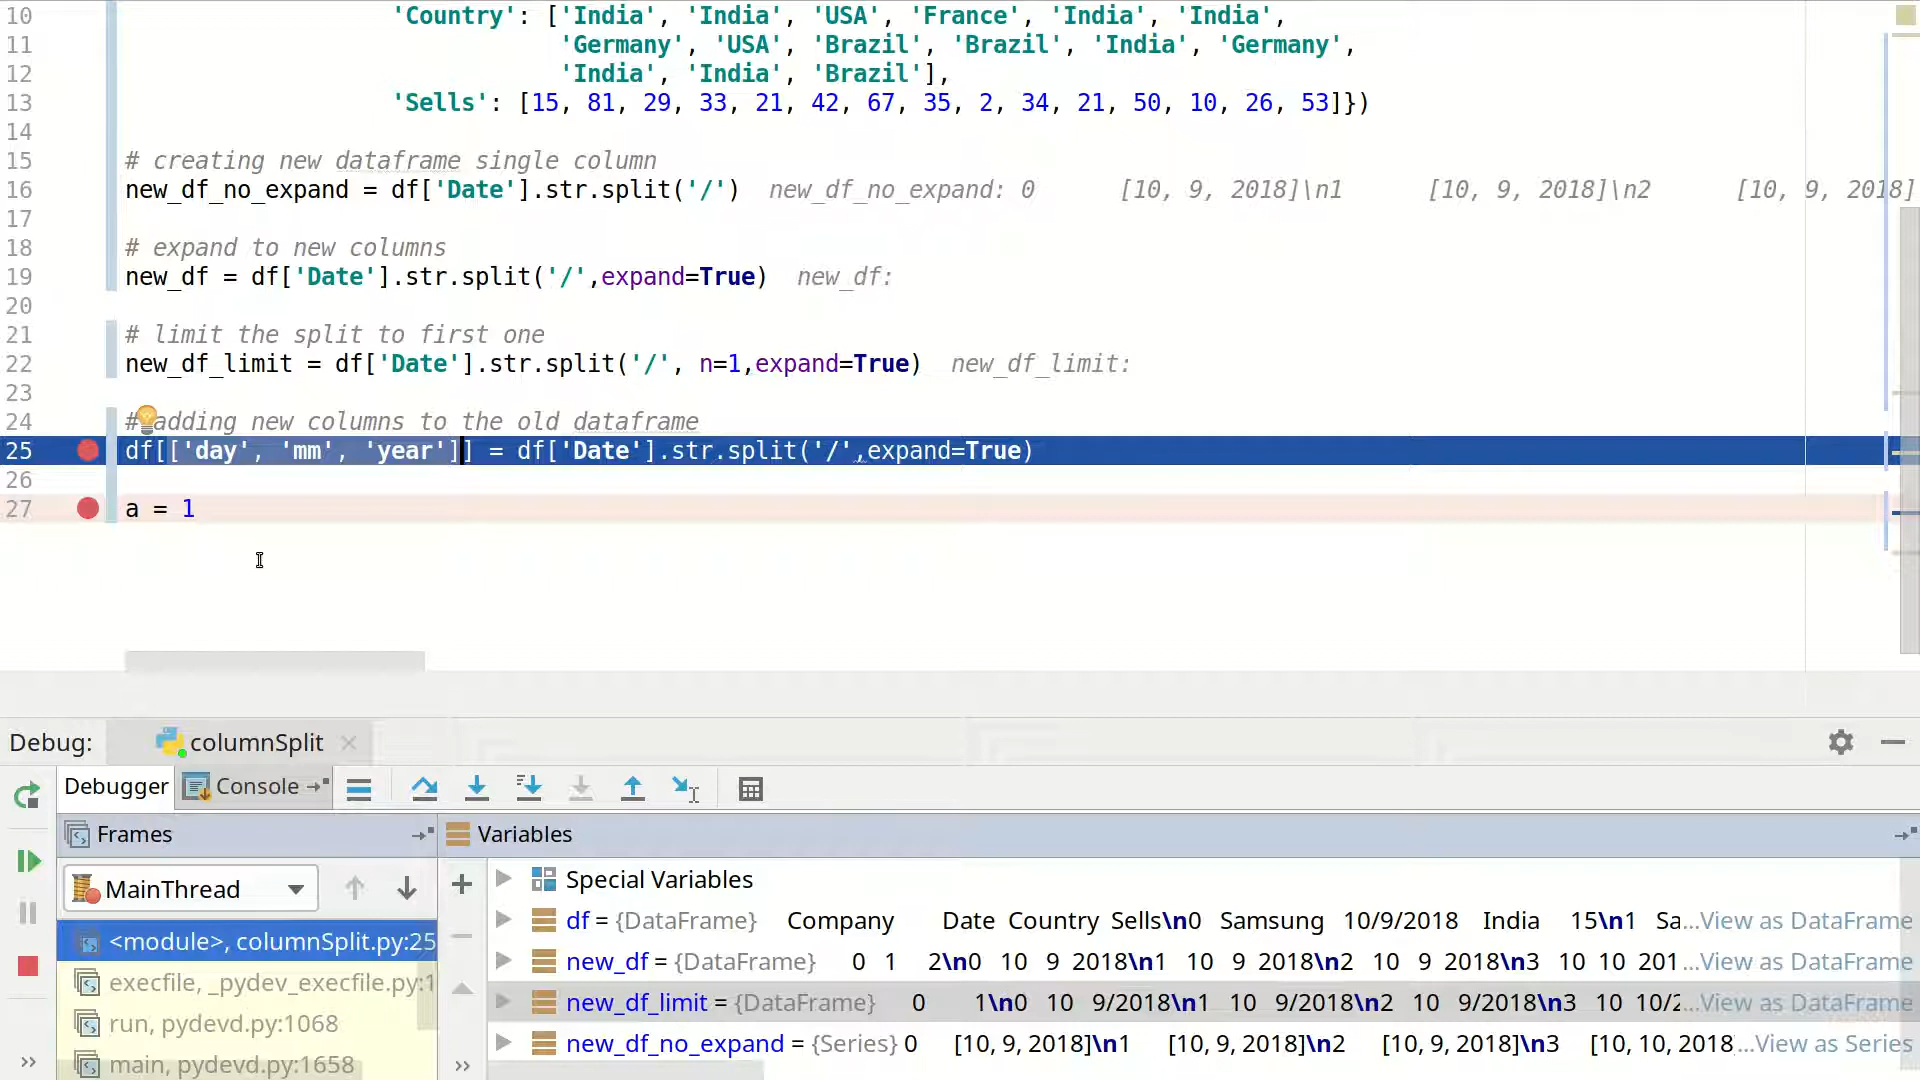 10 'Country': ['India', 'India', 'USA', 'France', 'India', 'India',
11 'Germany', 'USA', 'Brazil', 'Brazil', 'India', 'Germany',
12 'India', 'India', 'Brazil'],
13 'Sells': [15, 81, 29, 33, 21, 42, 67, 35, 2, 34, 21, 50, 10, 26, 53]})
14
15 # creating new dataframe single column
16 new_df_no_expand = df['Date'].str.split('/') new_df_no_expand: 0 [10, 9, 2018]\n1 [10, 9, 2018]\n2 [10, 9, 2018]
17
18 # expand to new columns
19 new_df = df['Date'].str.split('/',expand=True) new_df:
20
21 # limit the split to first one
22 new_df_limit = df['Date'].str.split('/', n=1,expand=True) new_df_limit:
23
24 # adding new columns to the old dataframe
25 df[['day', 'mm', 'year']] = df['Date'].str.split('/',expand=True)
26
27 a = 1
Debug: columnSplit
Debugger Console
Frames Variables
MainThread
Special Variables
<module>, columnSplit.py:25
df = {DataFrame} Company Date Country Sells\n0 Samsung 10/9/2018 India 15\n1 Sa...View as DataFrame
execfile, _pydev_execfile.py:1
new_df = {DataFrame} 0 1 2\n0 10 9 2018\n1 10 9 2018\n2 10 9 2018\n3 10 10 201...View as DataFrame
run, pydevd.py:1068
new_df_limit = {DataFrame} 0 1\n0 10 9/2018\n1 10 9/2018\n2 10 9/2018\n3 10 10/2...View as DataFrame
main, pydevd.py:1658
new_df_no_expand = {Series} 0 [10, 9, 2018]\n1 [10, 9, 2018]\n2 [10, 9, 2018]\n3 [10, 10, 2018...View as Series